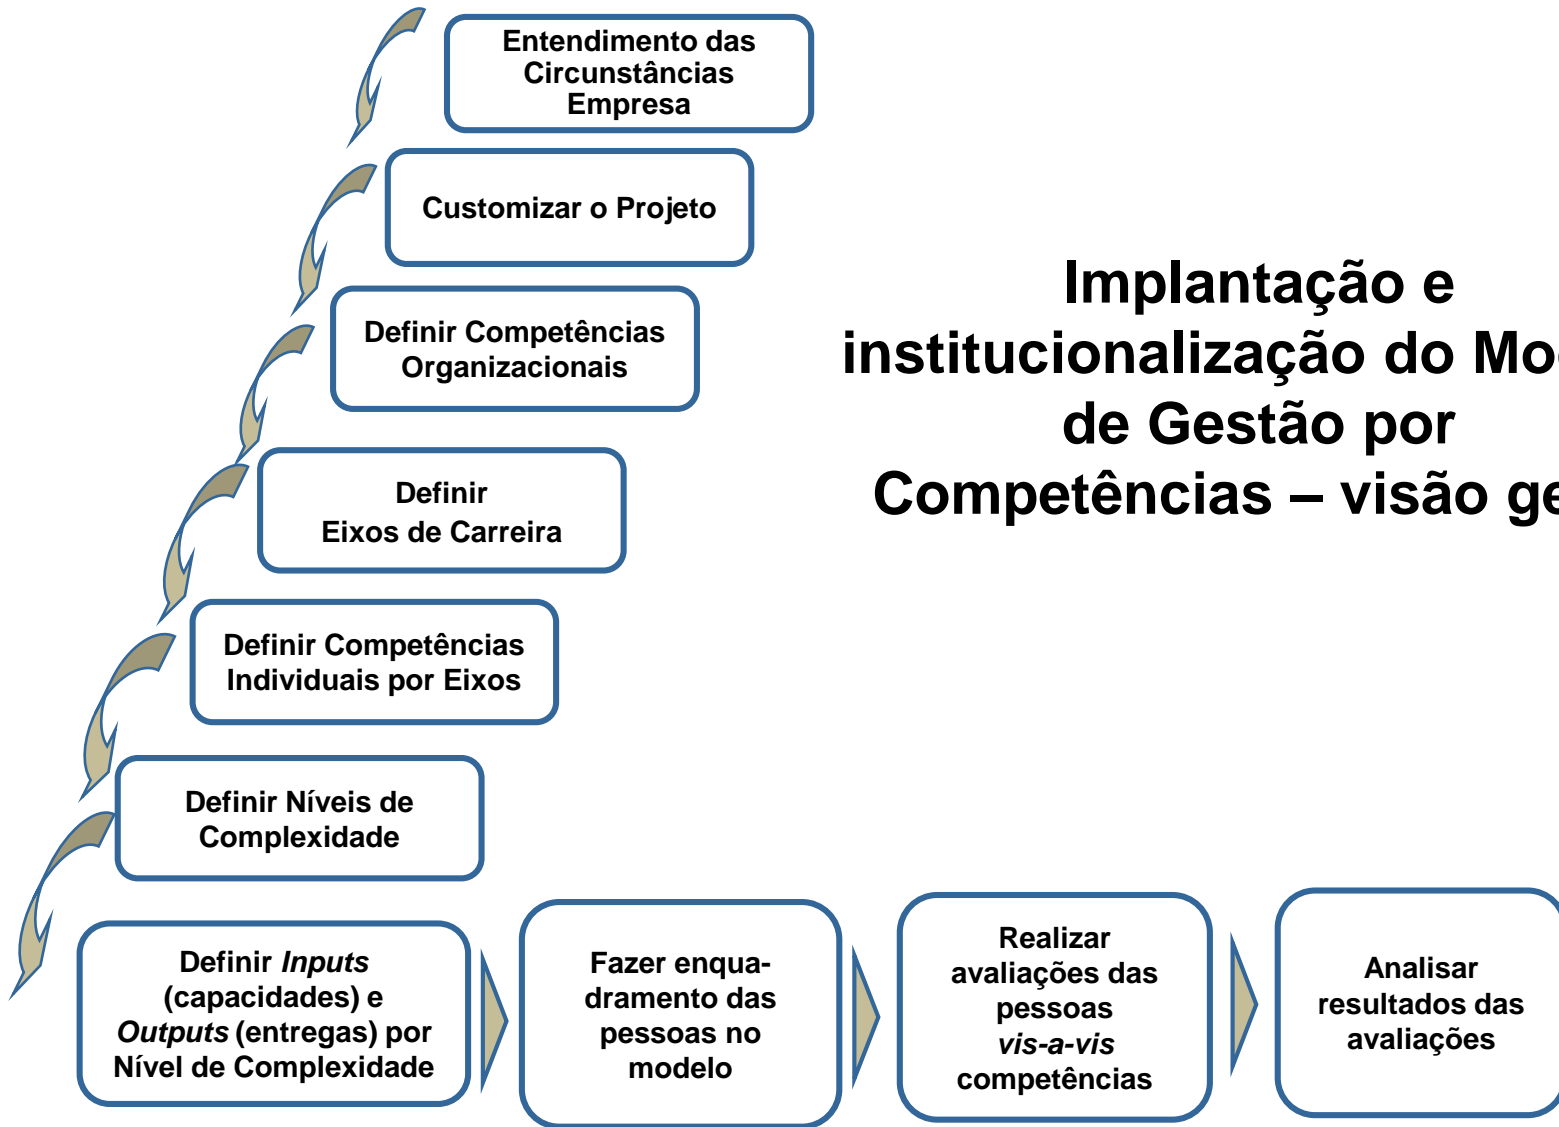 Entendimento das
Circunstâncias
Empresa
Customizar o Projeto
Definir Competências
Organizacionais
Definir
Eixos de Carreira
Definir Competências
Individuais por Eixos
Definir Níveis de
Complexidade
Definir Inputs
(capacidades) e
Outputs (entregas) por
Nível de Complexidade
Fazer enqua-
dramento das
pessoas no
modelo
Realizar
avaliações das
pessoas
vis-a-vis
competências
Analisar
resultados das
avaliações
Implantação e
institucionalização do
de Gestão por
Competências – visão